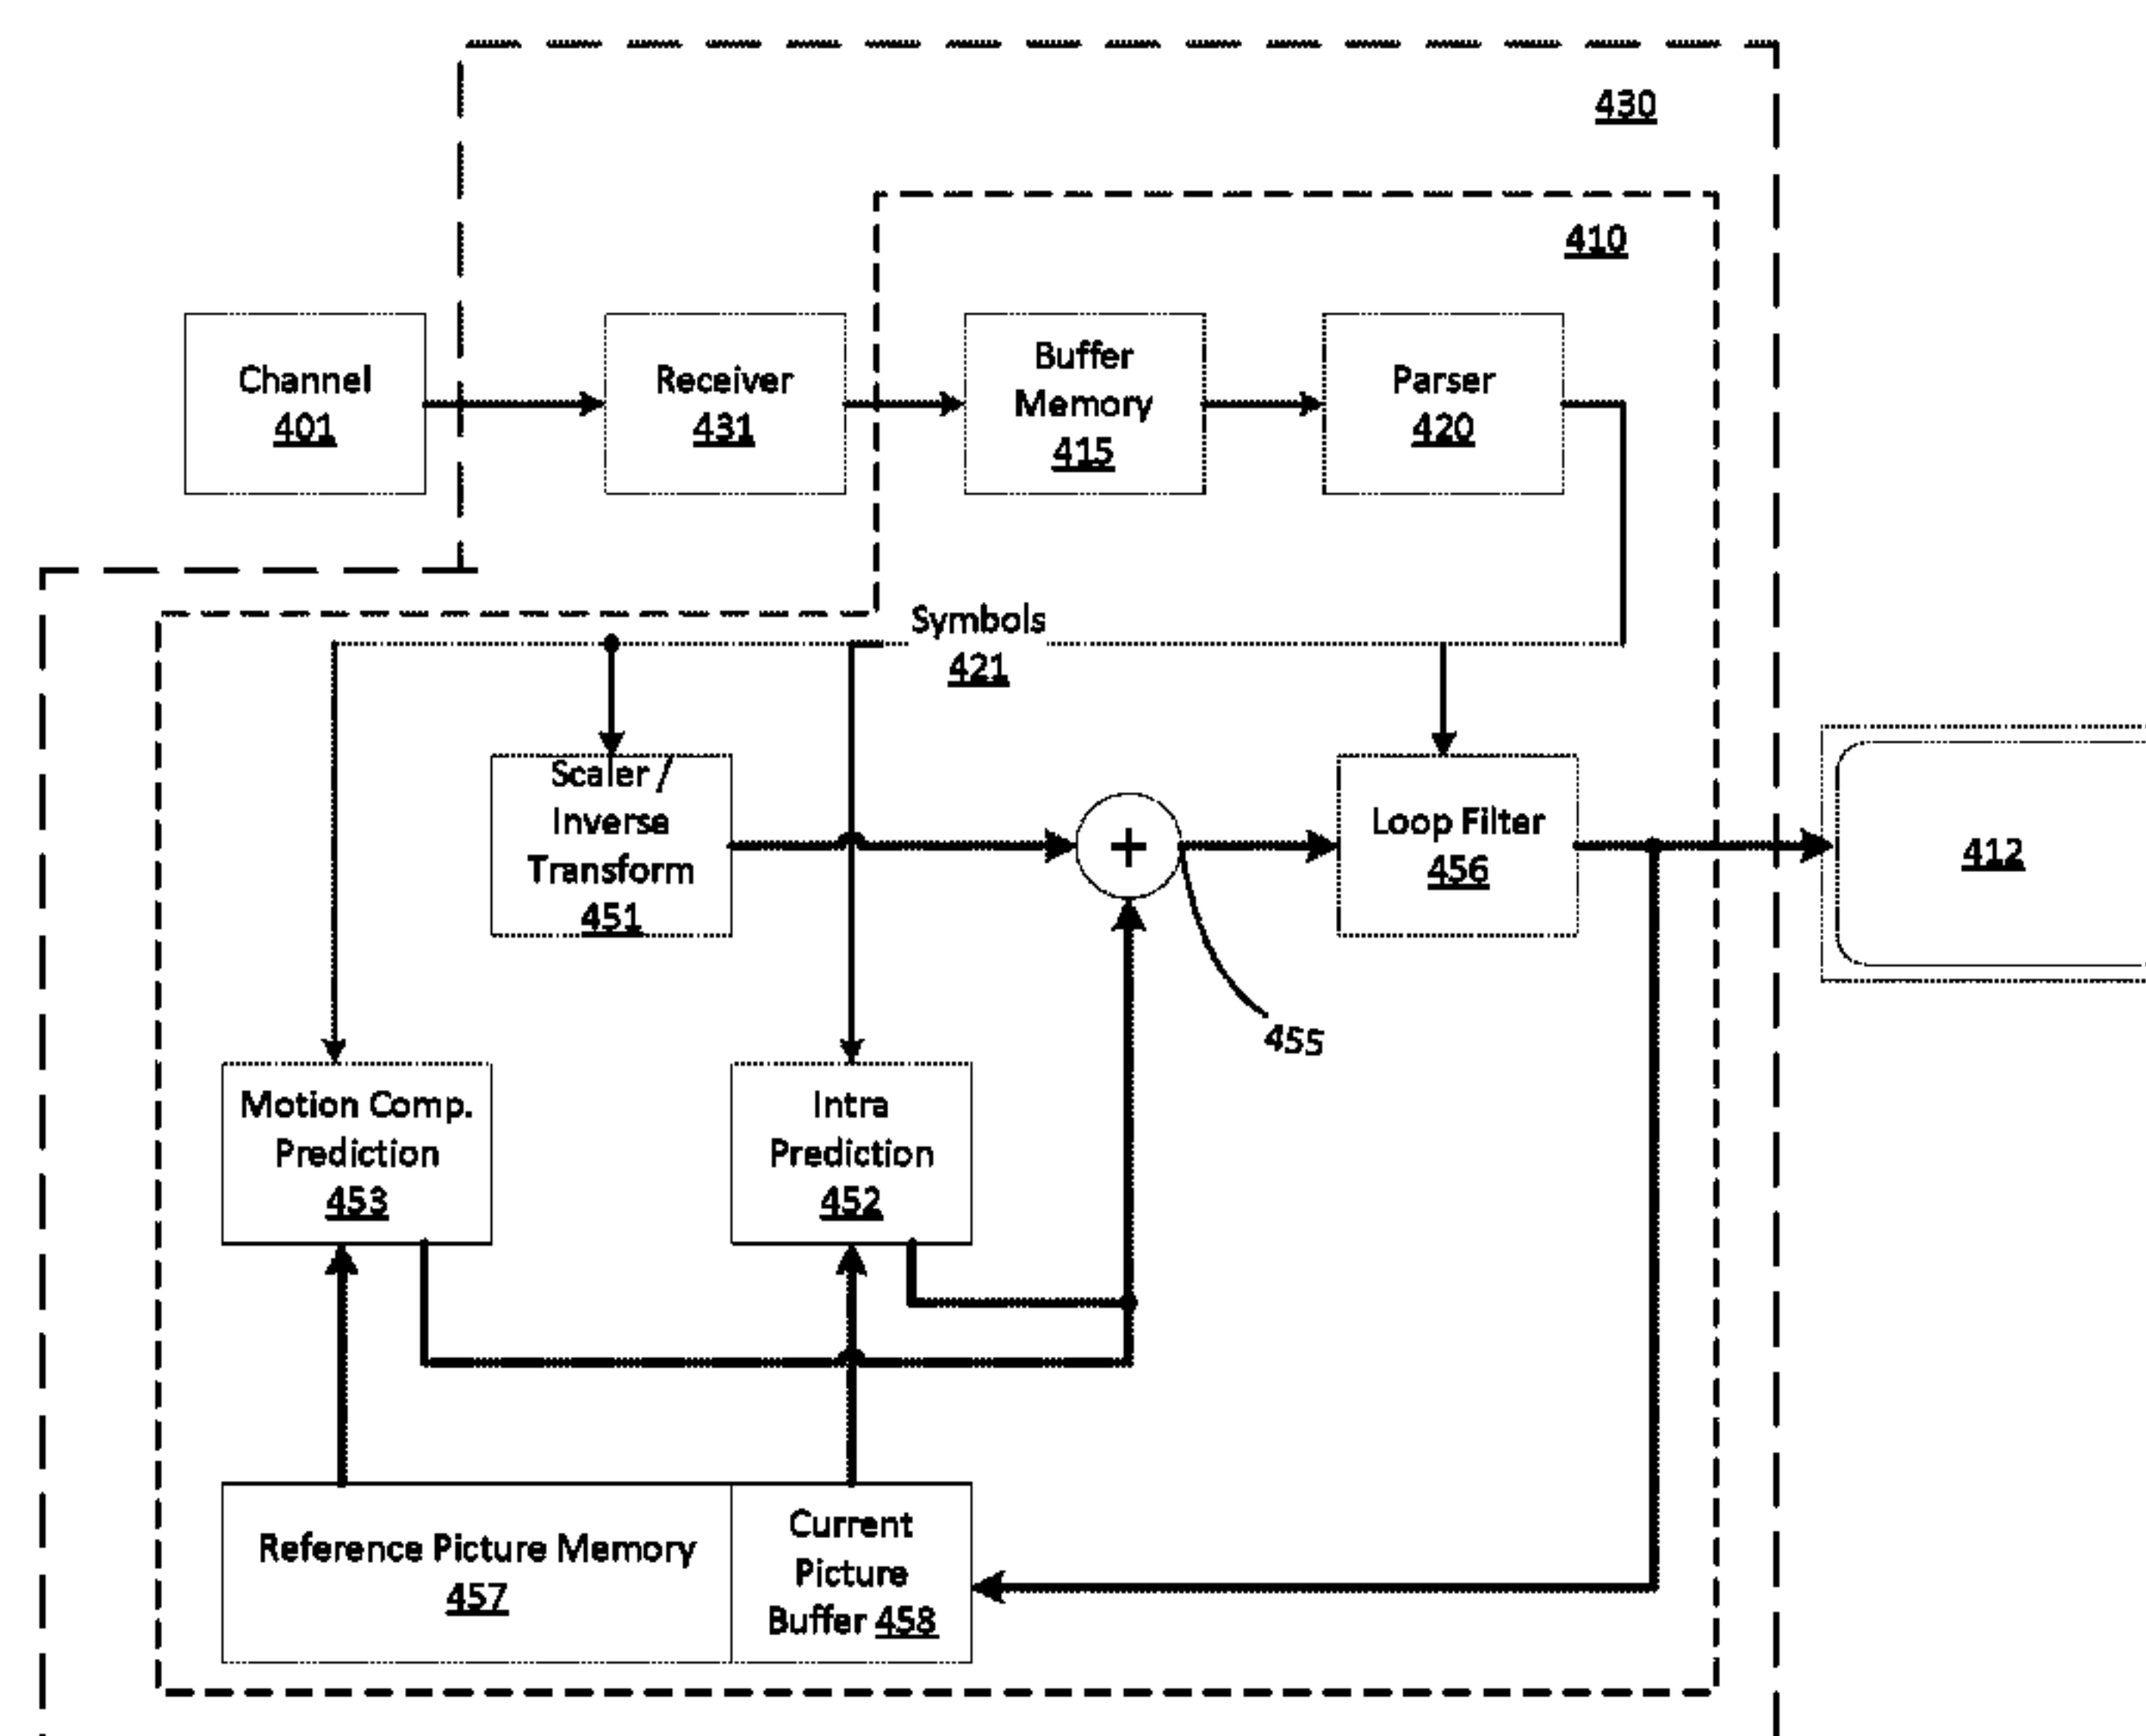 430
410
Channel
401
Receiver
431
Buffer
Memory
415
Parser
420
Symbols
421
Scaler /
Inverse
Transform
451
+
Loop Filter
456
412
455
Motion Comp.
Prediction
453
Intra
Prediction
452
Reference Picture Memory
457
Current
Picture
Buffer 458